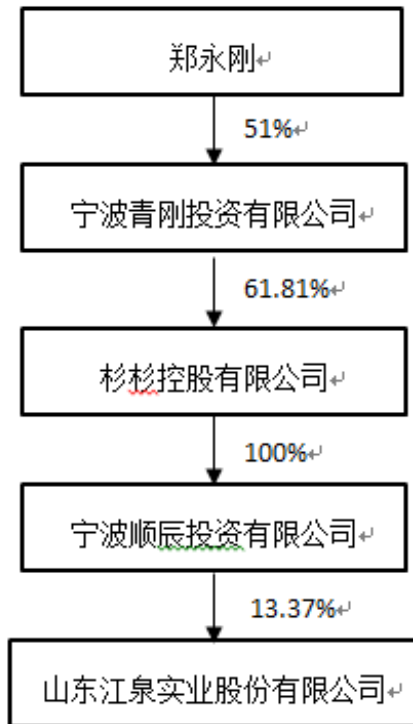 郑永刚↵
51%↵
宁波青刚投资有限公司↵
61.81%↵
杉杉控股有限公司↵
100%↵
宁波顺辰投资有限公司↵
13.37%↵
山东江泉实业股份有限公司↵